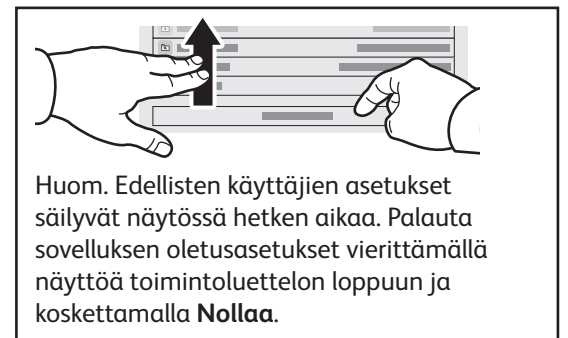 Huom. Edellisten käyttäjien asetukset
säilyvät näytössä hetken aikaa. Palauta
sovelluksen oletusasetukset vierittämällä
näyttöä toimintoluettelon loppuun ja
koskettamalla Nollaa.